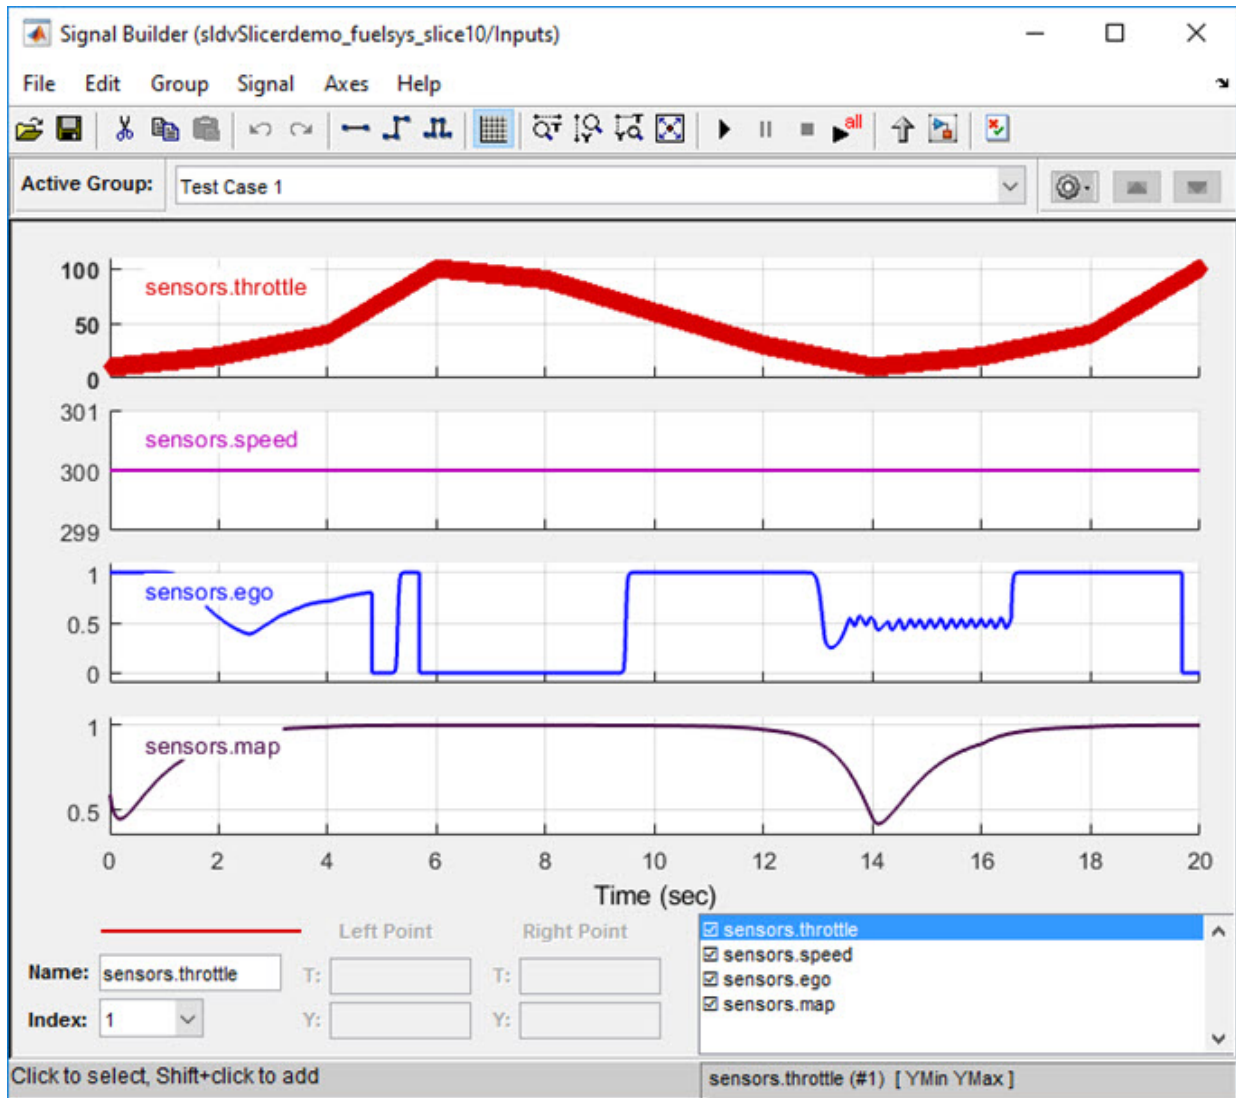 Signal Builder (sldvSlicerdemo_fuelsys_slice10/Inputs)
File Edit Group Signal Axes Help
all
Active Group: Test Case 1
100
50
0
sensors.throttle
301
300
299
sensors.speed
1
0.5
0
sensors.ego
1
0.5
sensors.map
0 2 4 6 8 10 12 14 16 18 20
Time (sec)
Left Point Right Point
Name: sensors.throttle T: T:
Index: 1 Y: Y:
sensors.throttle
sensors.speed
sensors.ego
sensors.map
Click to select, Shift+click to add
sensors.throttle (#1) [ YMin YMax ]